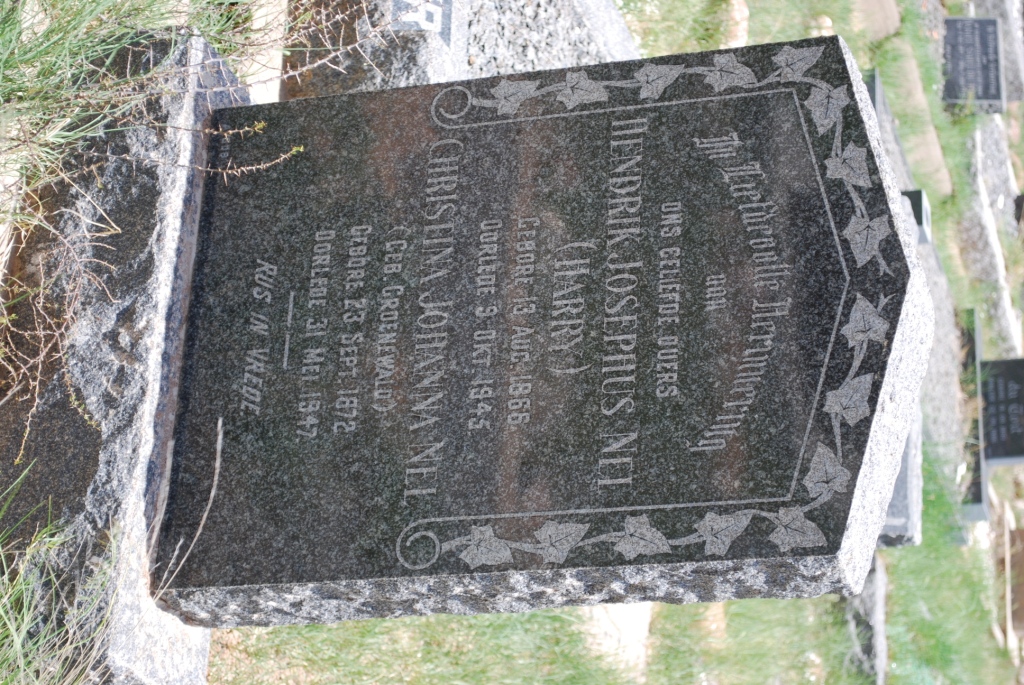 In Liefdevolle Herinnering
AAN
ONS GELIEFDE OUERS
HENDRIK JOSEPHUS NEL
(HARRY)
GEBORE 13 AUG. 1866
OORLEDE 9 OKT. 1943
CHRISTINA JOHANNA NEL
(GEB. GROENEWALD)
GEBORE 23 SEPT. 1872
OORLEDE 31 MEI. 1947
RUS IN VREDE